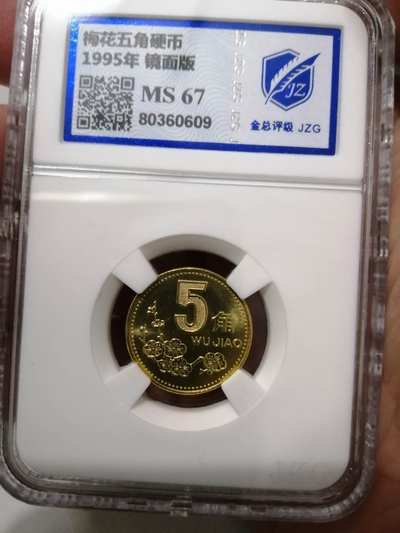 梅花五角硬币
1995年 镜面版
MS 67
80360609
JZ
金总评级 JZG
5角
WU JIAO